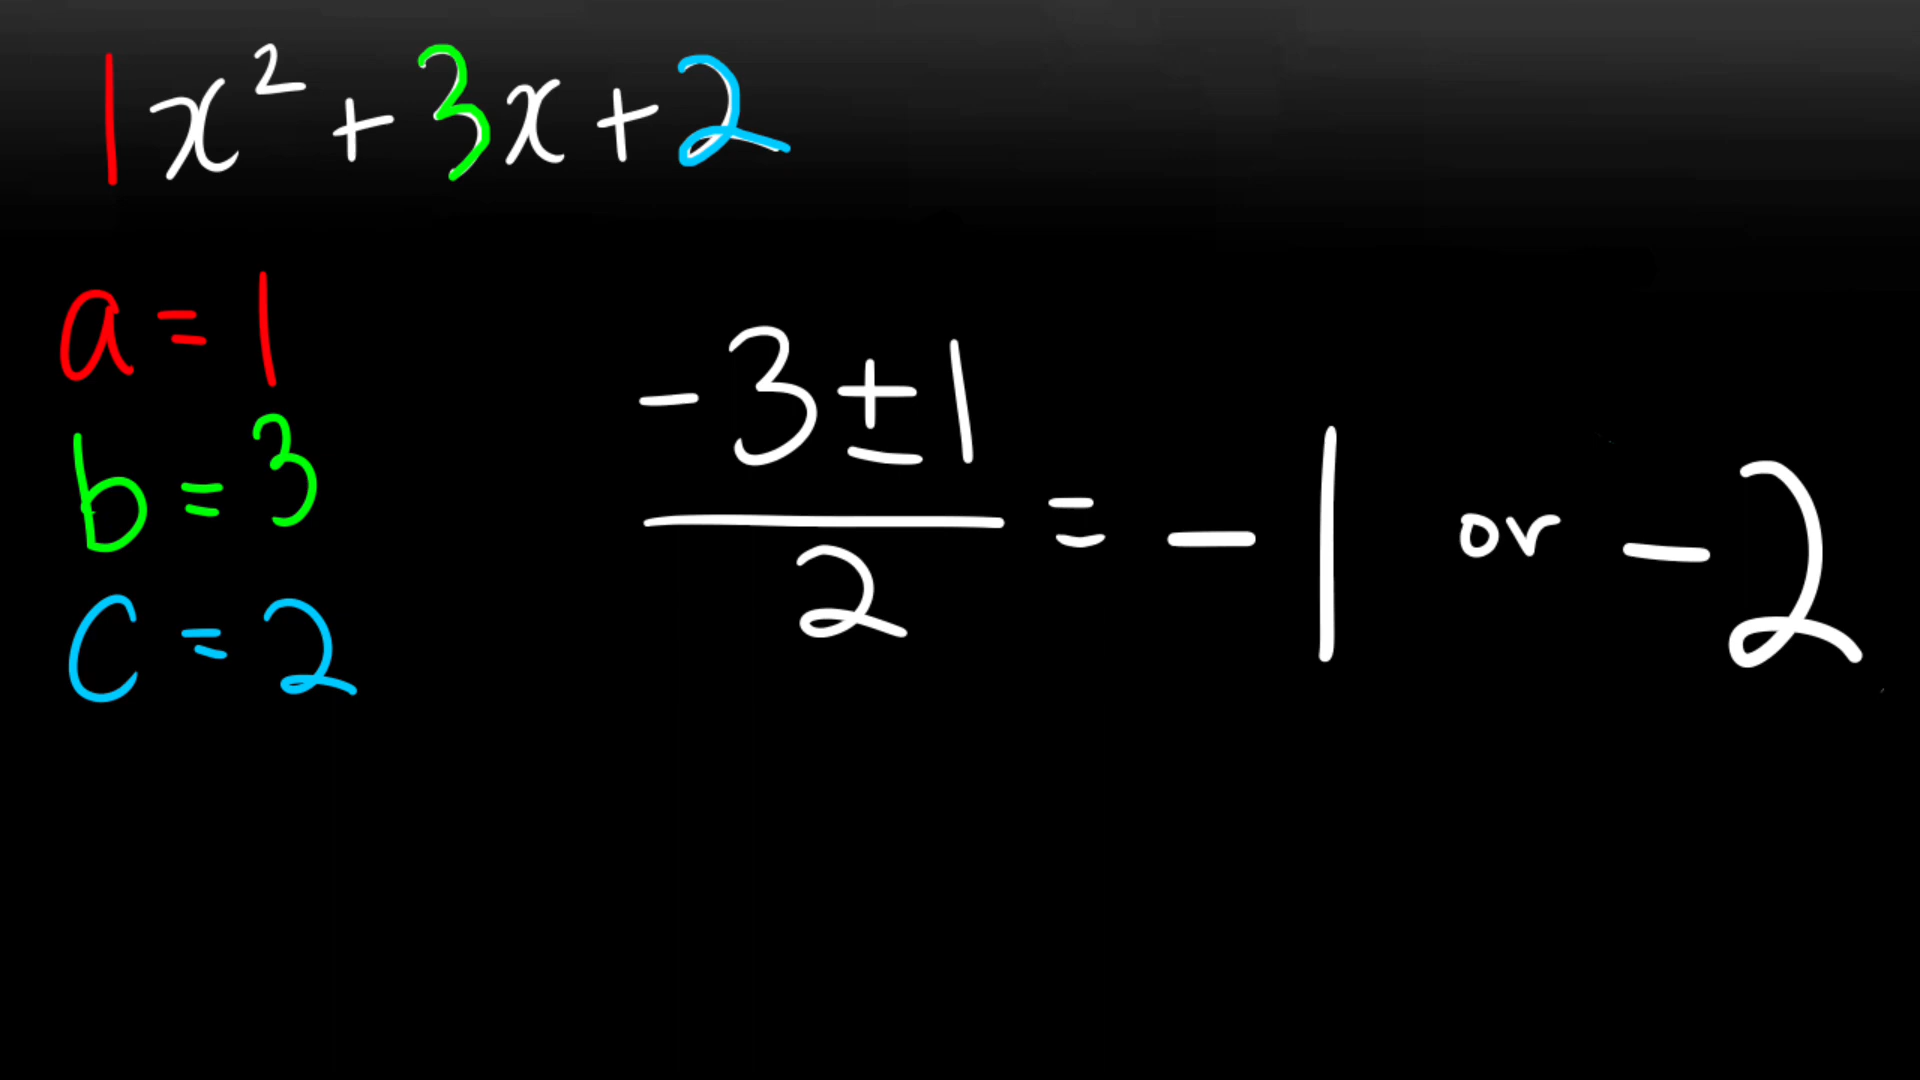 1x² + 3x + 2
a = 1
b = 3
c = 2
-3 ± 1
2
= -1 or -2